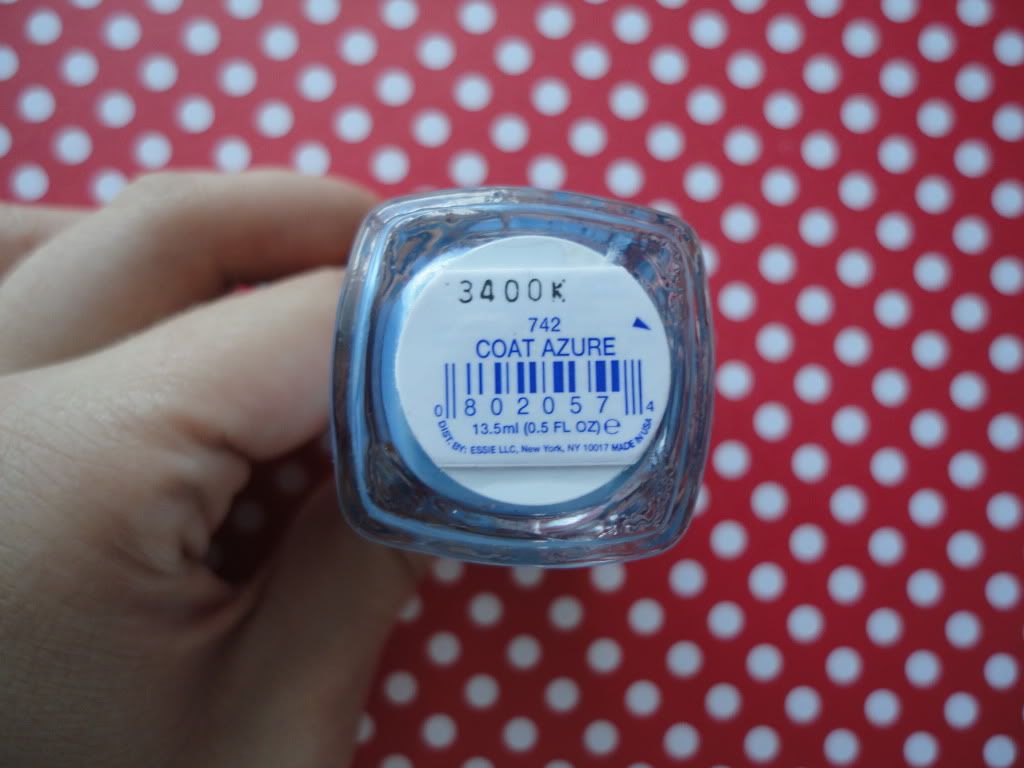 3400K
742
COAT AZURE
0 802057 4
13.5ml (0.5 FL OZ) ℮
DIST. BY: ESSIE LLC, New York, NY 10017 MADE IN USA